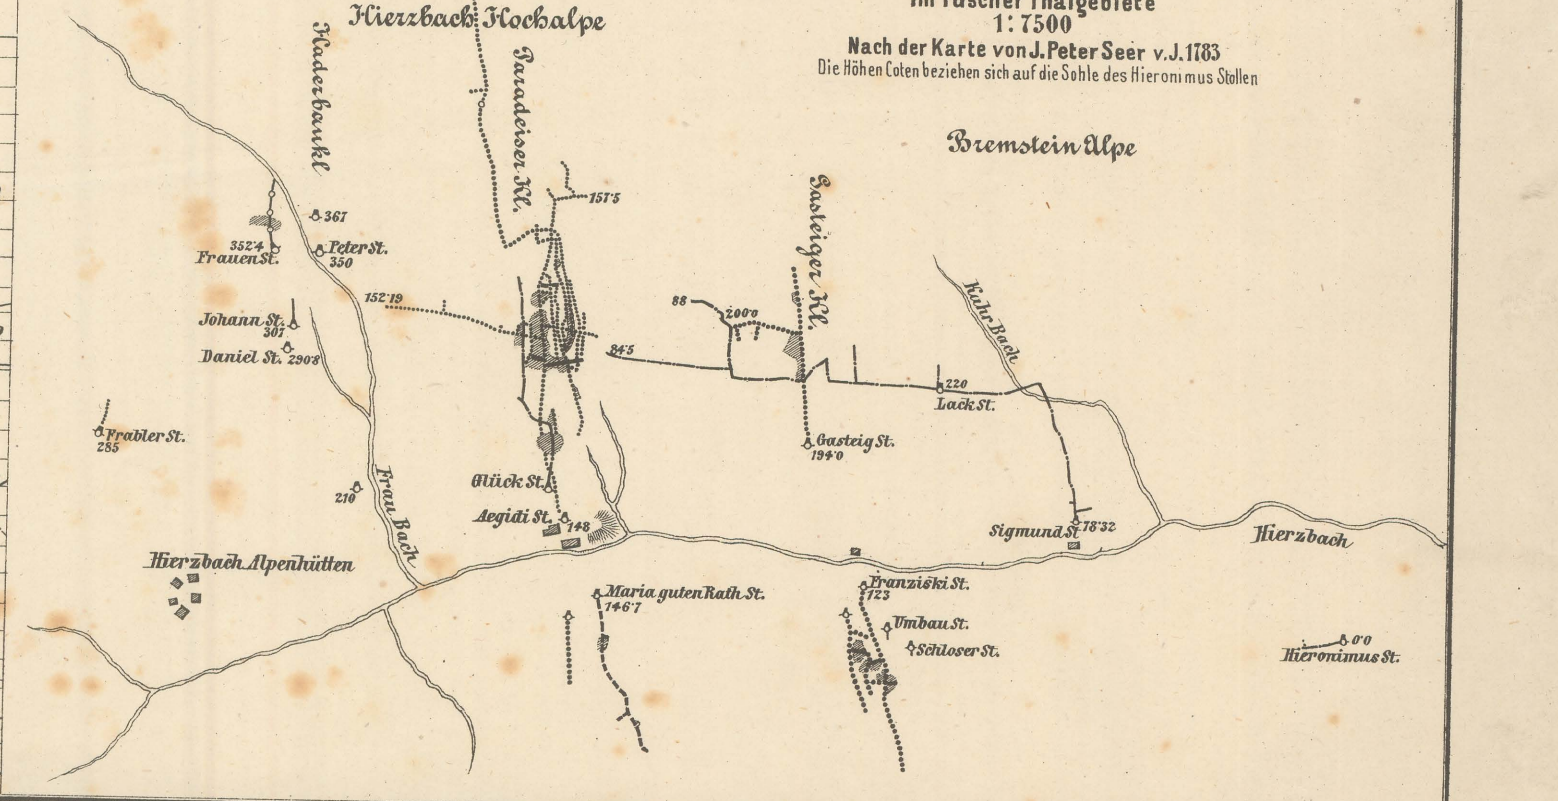 im Fuscher Thalgebiete
1:7500
Nach der Karte von J. Peter Seer v. J. 1783
Die Höhen Coten beziehen sich auf die Sohle des Hieronimus Stollen
Hierzbach Hochalpe
Haderbankl
Paradeiser Kl.
Bremstein Alpe
Gasteiger Kl.
157·5
367
352·4
Frauen St.
Peter St.
350
152·19
88
200·0
Kahr Bach
Johann St.
307
Daniel St. 290·8
84·5
220
Lack St.
Frabler St.
285
Gasteig St.
194·0
210
Frau Bach
Glück St.
Aegidi St.
148
Sigmund St.
78·32
Hierzbach
Hierzbach Alpenhütten
Maria guten Rath St.
146·7
Franziski St.
123
Umbau St.
Schloser St.
0·0
Hieronimus St.